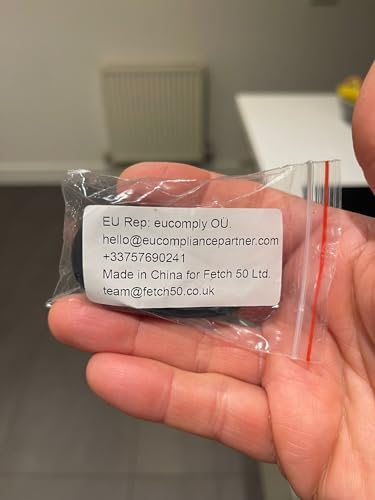 EU Rep: eucomply OÜ.
hello@eucompliancepartner.com
+33757690241
Made in China for Fetch 50 Ltd.
team@fetch50.co.uk